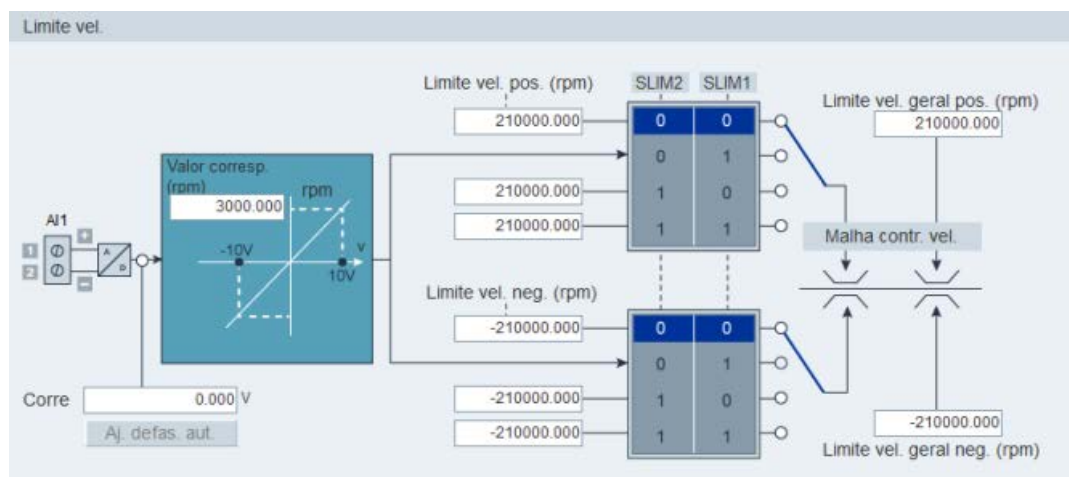 Limite vel.
Limite vel. pos. (rpm)
SLIM2 SLIM1
Limite vel. geral pos. (rpm)
210000.000
0 0
210000.000
Valor corresp.
(rpm)
0 1
3000.000
rpm
210000.000
1 0
AI1
210000.000
1 1
Malha contr. vel.
1
+
A
D
-10V
v
2
−
10V
Limite vel. neg. (rpm)
-210000.000
0 0
0 1
Corre
0.000 V
-210000.000
1 0
-210000.000
Aj. defas. aut.
-210000.000
1 1
Limite vel. geral neg. (rpm)